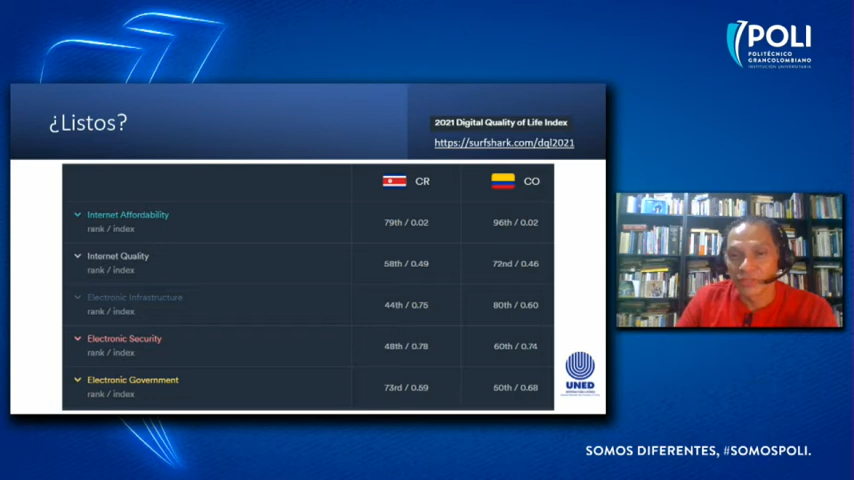 POLI
POLITÉCNICO
GRANCOLOMBIANO
INSTITUCIÓN UNIVERSITARIA
¿Listos?
2021 Digital Quality of Life Index
https://surfshark.com/dql2021
CR CO
Internet Affordability
rank / index
79th / 0.02 96th / 0.02
Internet Quality
rank / index
58th / 0.49 72nd / 0.46
Electronic Infrastructure
rank / index
44th / 0.75 80th / 0.60
Electronic Security
rank / index
48th / 0.78 60th / 0.74
Electronic Government
rank / index
73rd / 0.59 50th / 0.68
UNED
SOMOS DIFERENTES, #SOMOSPOLI.